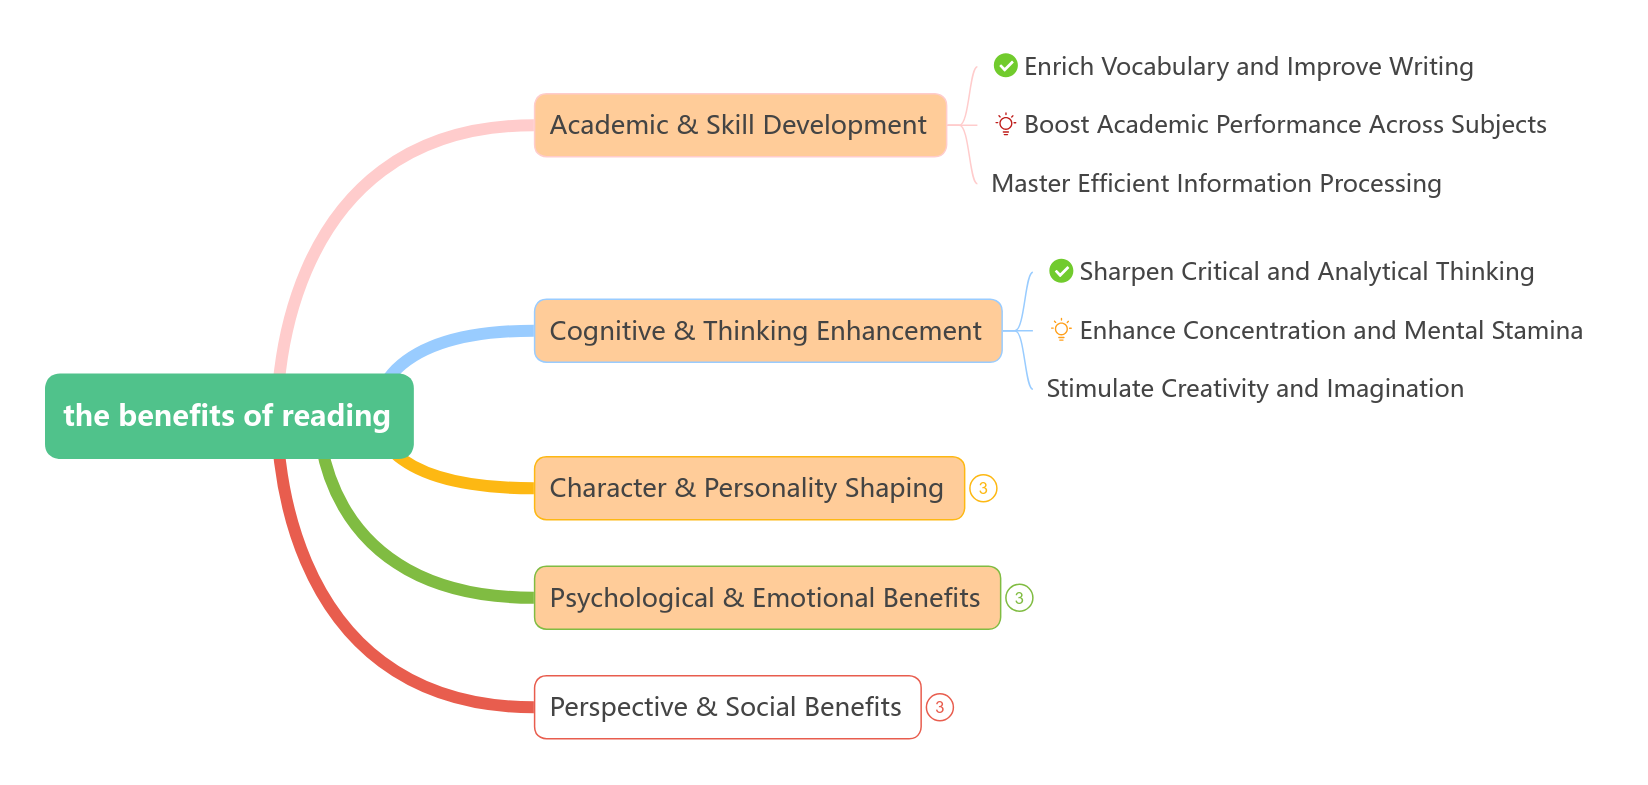 the benefits of reading
Academic & Skill Development
Enrich Vocabulary and Improve Writing
Boost Academic Performance Across Subjects
Master Efficient Information Processing
Cognitive & Thinking Enhancement
Sharpen Critical and Analytical Thinking
Enhance Concentration and Mental Stamina
Stimulate Creativity and Imagination
Character & Personality Shaping
3
Psychological & Emotional Benefits
3
Perspective & Social Benefits
3